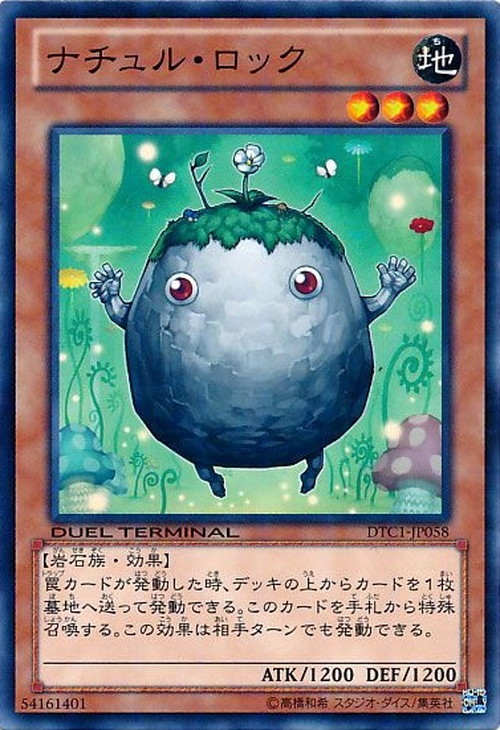 ナチュル・ロック
地
DUEL TERMINAL
DTC1-JP058
【岩石族・効果】
罠カードが発動した時、デッキの上からカードを1枚
墓地へ送って発動できる。このカードを手札から特殊
召喚する。この効果は相手ターンでも発動できる。
ATK/1200 DEF/1200
54161401
©高橋和希 スタジオ・ダイス/集英社